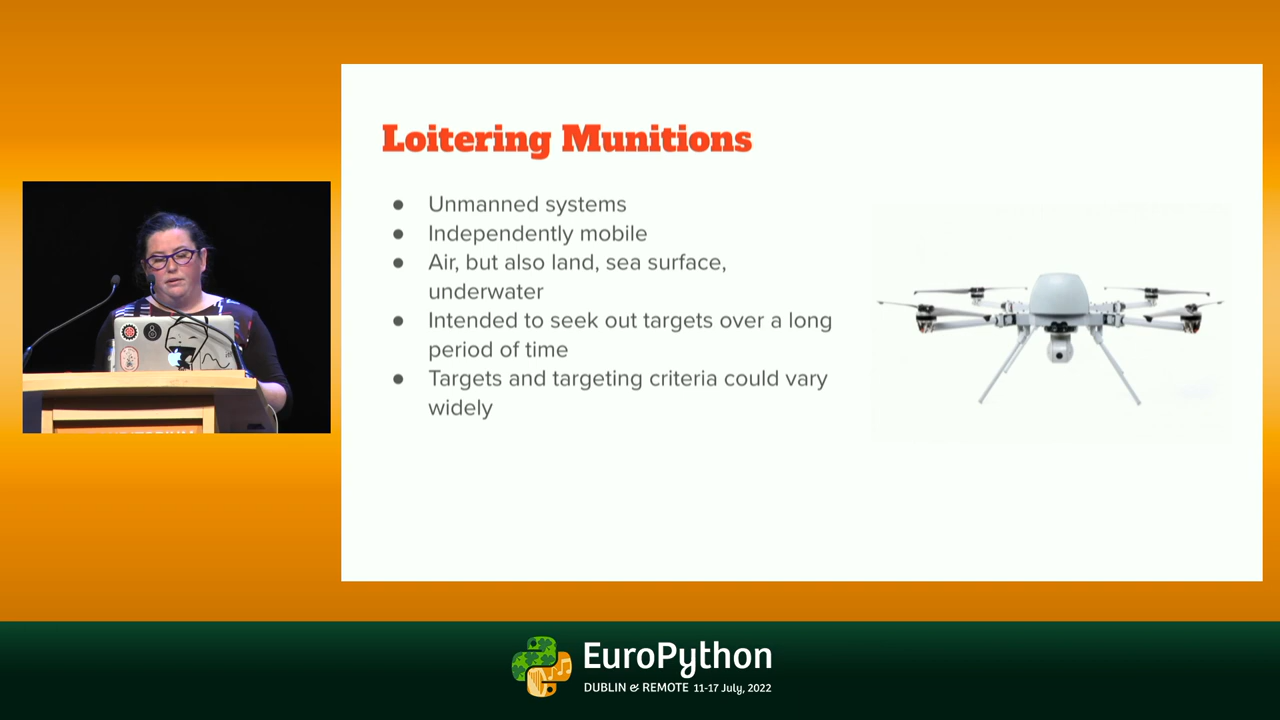 Loitering Munitions
● Unmanned systems
● Independently mobile
● Air, but also land, sea surface,
underwater
● Intended to seek out targets over a long
period of time
● Targets and targeting criteria could vary
widely
EuroPython
DUBLIN & REMOTE 11-17 July, 2022